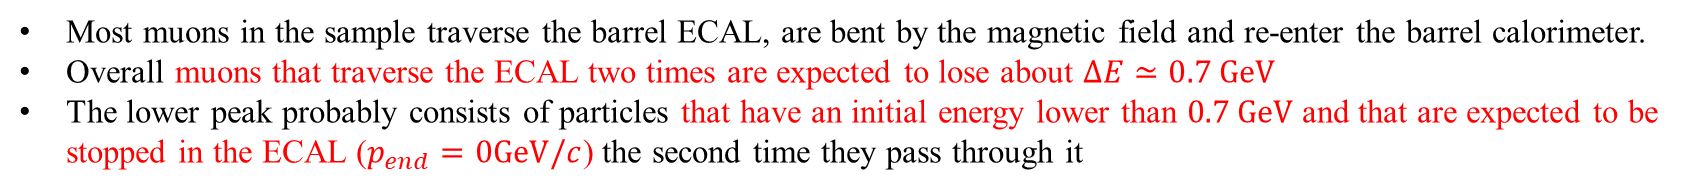 • Most muons in the sample traverse the barrel ECAL, are bent by the magnetic field and re-enter the barrel calorimeter.
• Overall muons that traverse the ECAL two times are expected to lose about ΔE ≃ 0.7 GeV
• The lower peak probably consists of particles that have an initial energy lower than 0.7 GeV and that are expected to be
stopped in the ECAL (p_end = 0GeV/c) the second time they pass through it